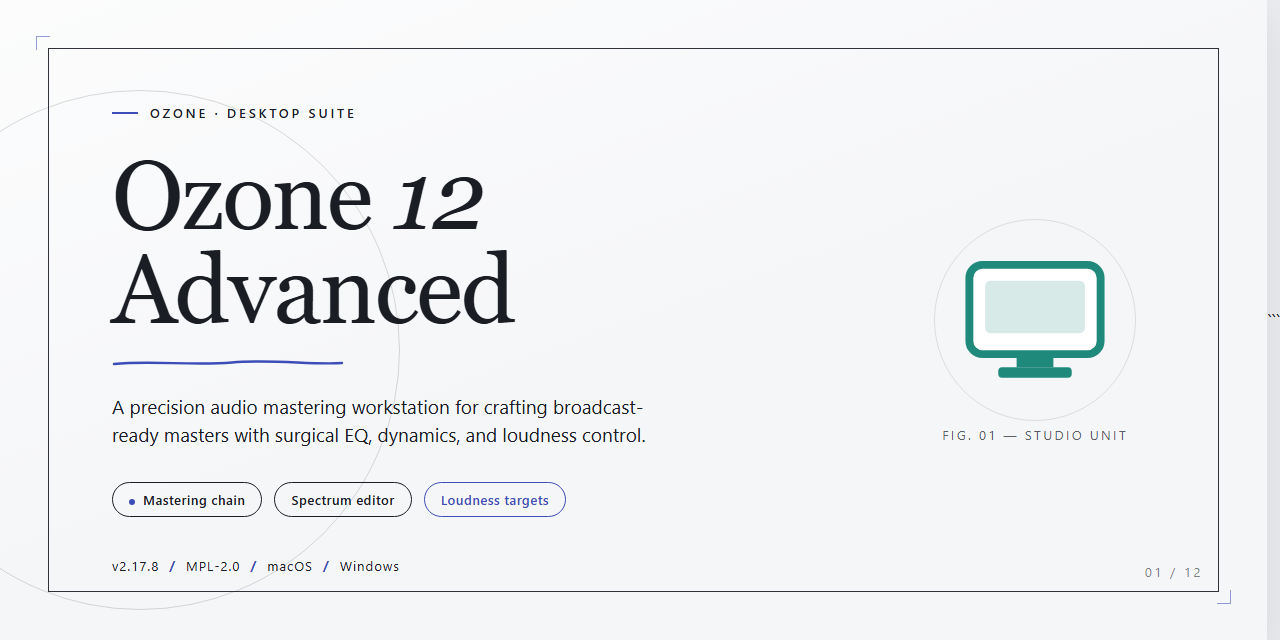 OZONE · DESKTOP SUITE
Ozone 12
Advanced
A precision audio mastering workstation for crafting broadcast-
ready masters with surgical EQ, dynamics, and loudness control.
Mastering chain
Spectrum editor
Loudness targets
FIG. 01 — STUDIO UNIT
v2.17.8 / MPL-2.0 / macOS / Windows
01 / 12
```